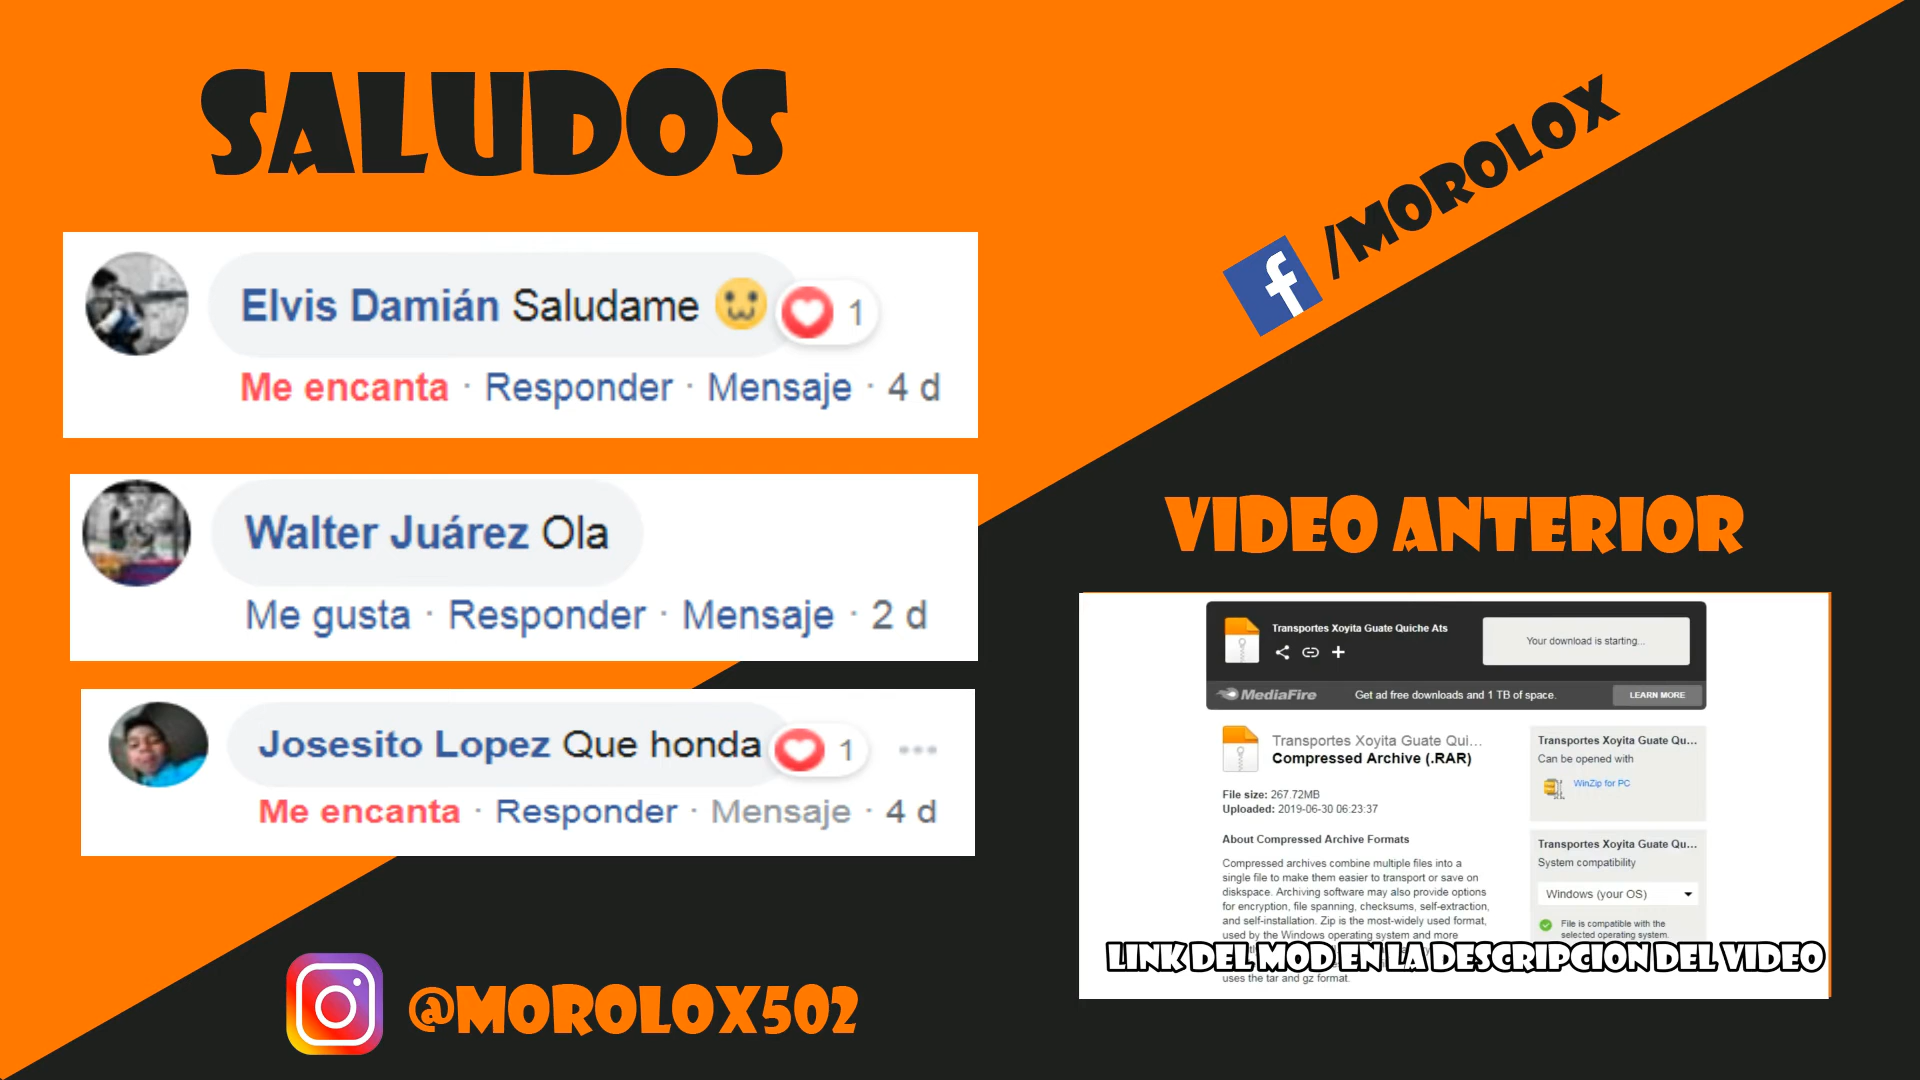 SALUDOS
/MOROLOX
Elvis Damián Saludame
1
Me encanta · Responder · Mensaje · 4 d
Walter Juárez Ola
Me gusta · Responder · Mensaje · 2 d
Josesito Lopez Que honda
1
Me encanta · Responder · Mensaje · 4 d
@MOROLOX502
VIDEO ANTERIOR
Transportes Xoyita Guate Quiche Ats
Your download is starting...
MediaFire
Get ad free downloads and 1 TB of space.
LEARN MORE
Transportes Xoyita Guate Qui...
Compressed Archive (.RAR)
File size: 267.72MB
Uploaded: 2019-06-30 06:23:37
About Compressed Archive Formats
Compressed archives combine multiple files into a
single file to make them easier to transport or save on
diskspace. Archiving software may also provide options
for encryption, file spanning, checksums, self-extraction,
and self-installation. Zip is the most-widely used format,
used by the Windows operating system and more
uses the tar and gz format.
Transportes Xoyita Guate Qu...
Can be opened with
WinZip for PC
Transportes Xoyita Guate Qu...
System compatibility
Windows (your OS)
File is compatible with the
selected operating system.
LINK DEL MOD EN LA DESCRIPCION DEL VIDEO